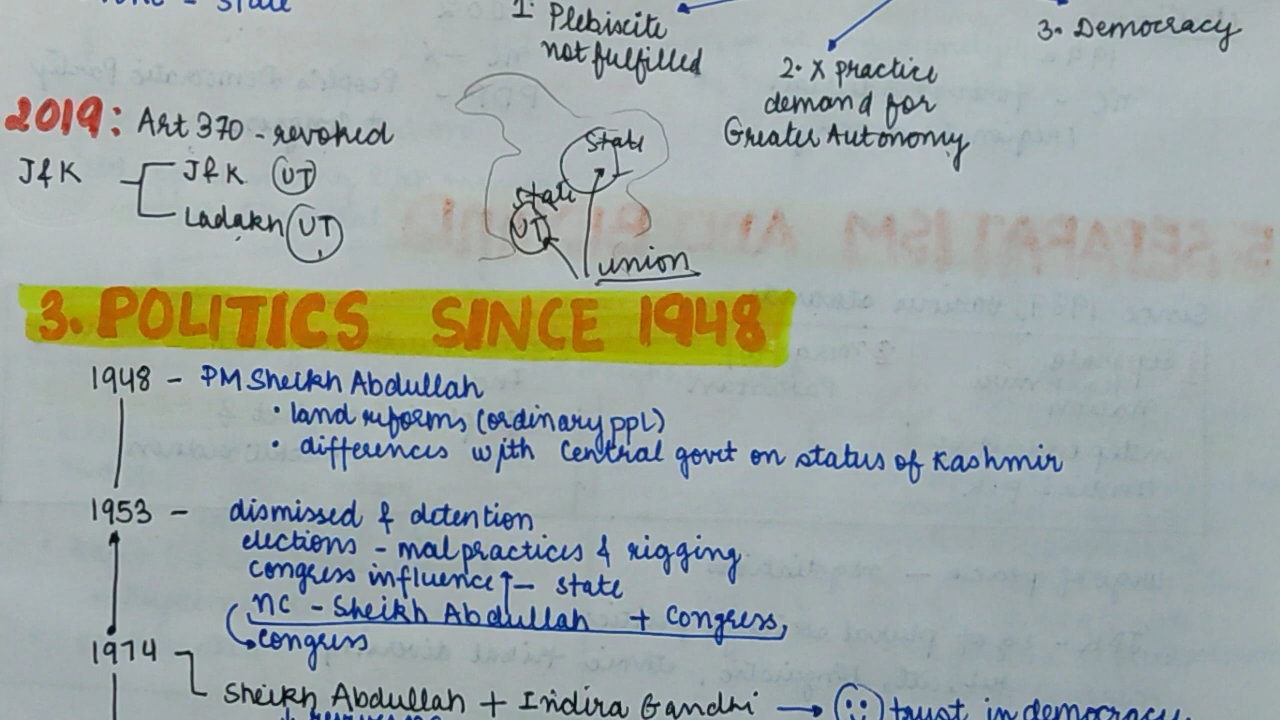 - State
1. Plebiscite
not fulfilled
2. X practice
demand for
Greater Autonomy
3. Democracy
2019: Art 370 - revoked
J&K
J&K UT
Ladakh UT
State
State
UT
union
3. POLITICS SINCE 1948
1948 - PM Sheikh Abdullah
• land reforms (ordinary ppl)
• differences with Central govt on status of Kashmir
1953 - dismissed & detention
elections - malpractices & rigging
congress influence ↑ - state
NC - Sheikh Abdullah + Congress,
→ congress
1974
Sheikh Abdullah + Indira Gandhi → trust in democracy